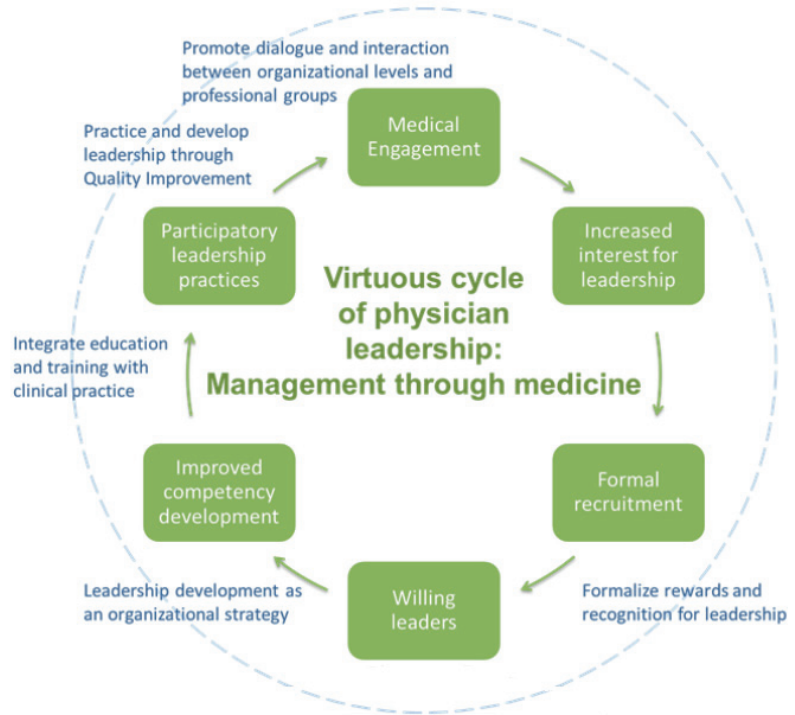 Promote dialogue and interaction
between organizational levels and
professional groups
Medical
Engagement
Practice and develop
leadership through
Quality Improvement
Participatory
leadership
practices
Increased
interest for
leadership
Virtuous cycle
of physician
leadership:
Management through medicine
Integrate education
and training with
clinical practice
Improved
competency
development
Formal
recruitment
Leadership development as
an organizational strategy
Willing
leaders
Formalize rewards and
recognition for leadership